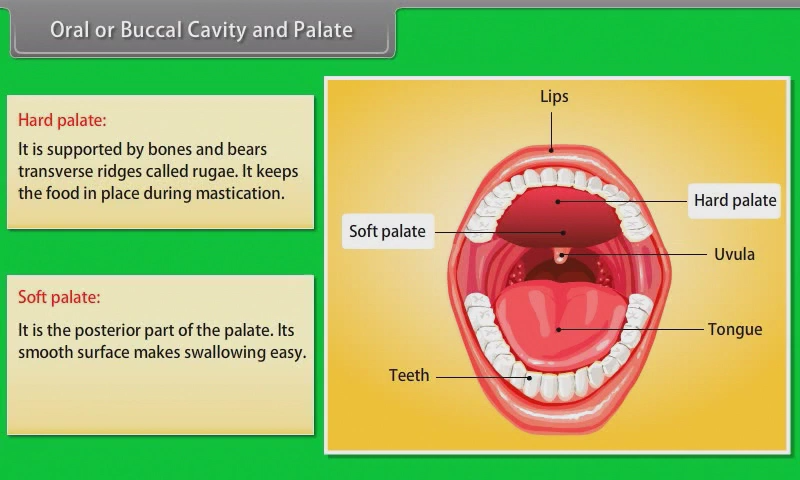 Oral or Buccal Cavity and Palate
Hard palate:
It is supported by bones and bears
transverse ridges called rugae. It keeps
the food in place during mastication.
Soft palate:
It is the posterior part of the palate. Its
smooth surface makes swallowing easy.
Lips
Hard palate
Soft palate
Uvula
Tongue
Teeth